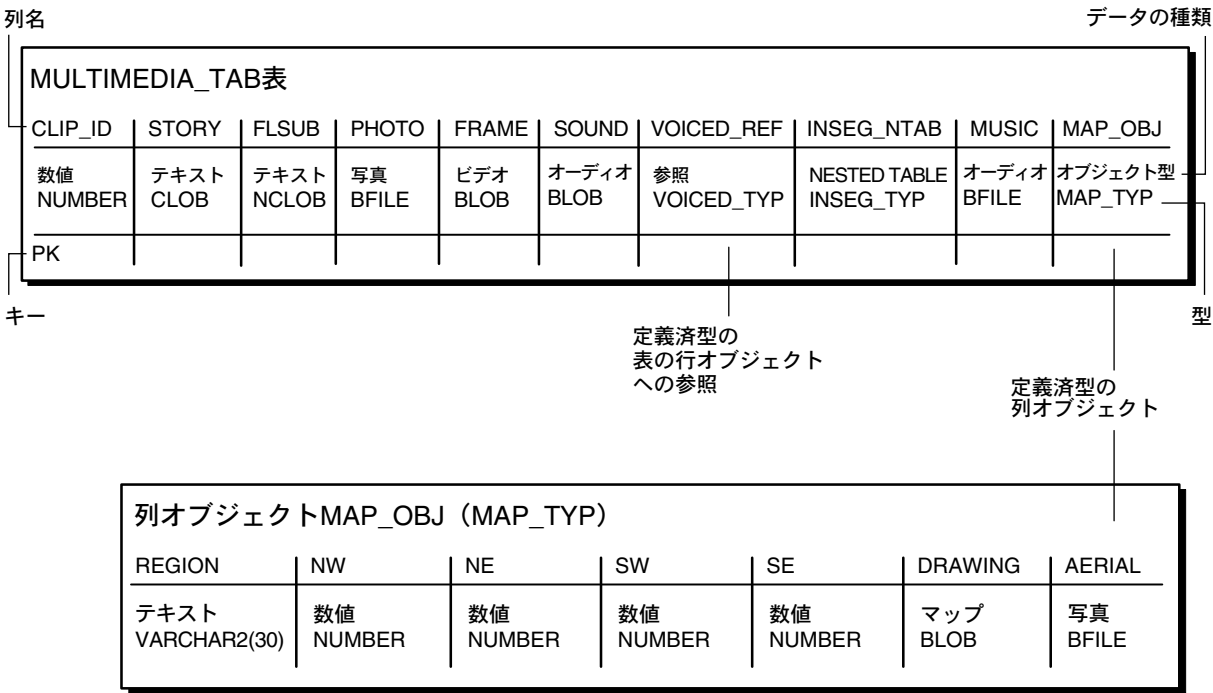 列名
データの種類
MULTIMEDIA_TAB表
CLIP_ID STORY FLSUB PHOTO FRAME SOUND VOICED_REF INSEG_NTAB MUSIC MAP_OBJ
数値 テキスト テキスト 写真 ビデオ オーディオ 参照 NESTED TABLE オーディオ オブジェクト型
NUMBER CLOB NCLOB BFILE BLOB BLOB VOICED_TYP INSEG_TYP BFILE MAP_TYP
PK
キー
型
定義済型の
表の行オブジェクト
への参照
定義済型の
列オブジェクト
列オブジェクトMAP_OBJ（MAP_TYP）
REGION NW NE SW SE DRAWING AERIAL
テキスト 数値 数値 数値 数値 マップ 写真
VARCHAR2(30) NUMBER NUMBER NUMBER NUMBER BLOB BFILE